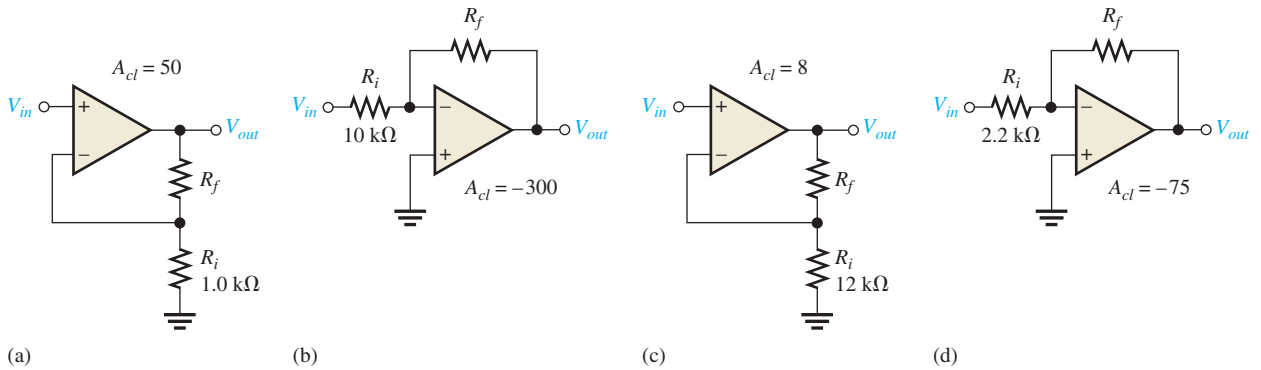 A_cl = 50
V_in
+
−
V_out
R_f
R_i
1.0 kΩ
(a)
R_f
R_i
V_in
10 kΩ
−
+
V_out
A_cl = −300
(b)
A_cl = 8
V_in
+
−
V_out
R_f
R_i
12 kΩ
(c)
R_f
R_i
V_in
2.2 kΩ
−
+
V_out
A_cl = −75
(d)